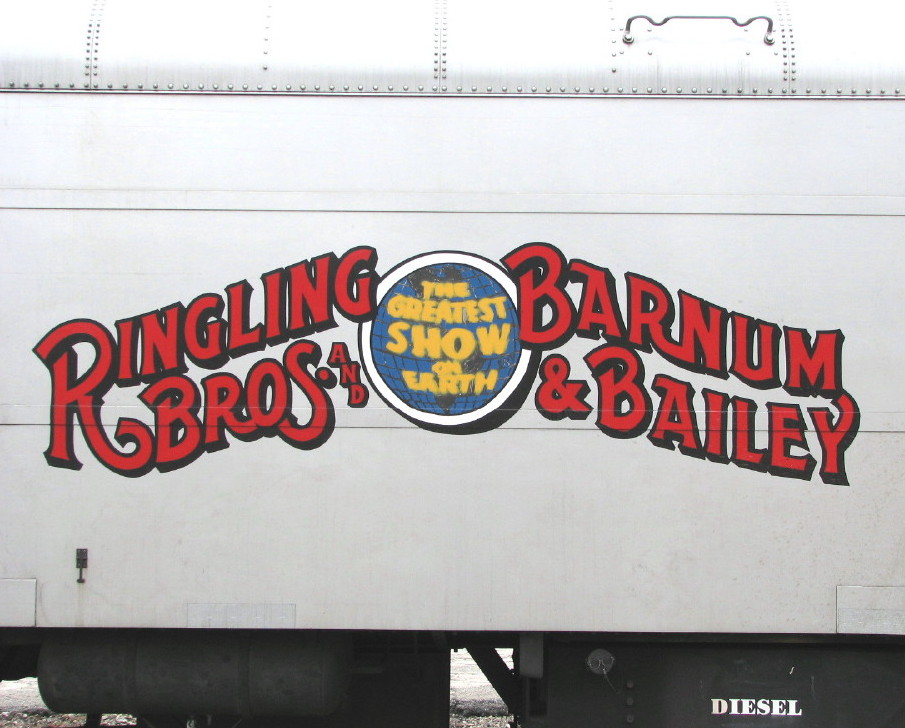 RINGLING
BROS. AND
THE
GREATEST
SHOW
ON
EARTH
BARNUM
& BAILEY
DIESEL